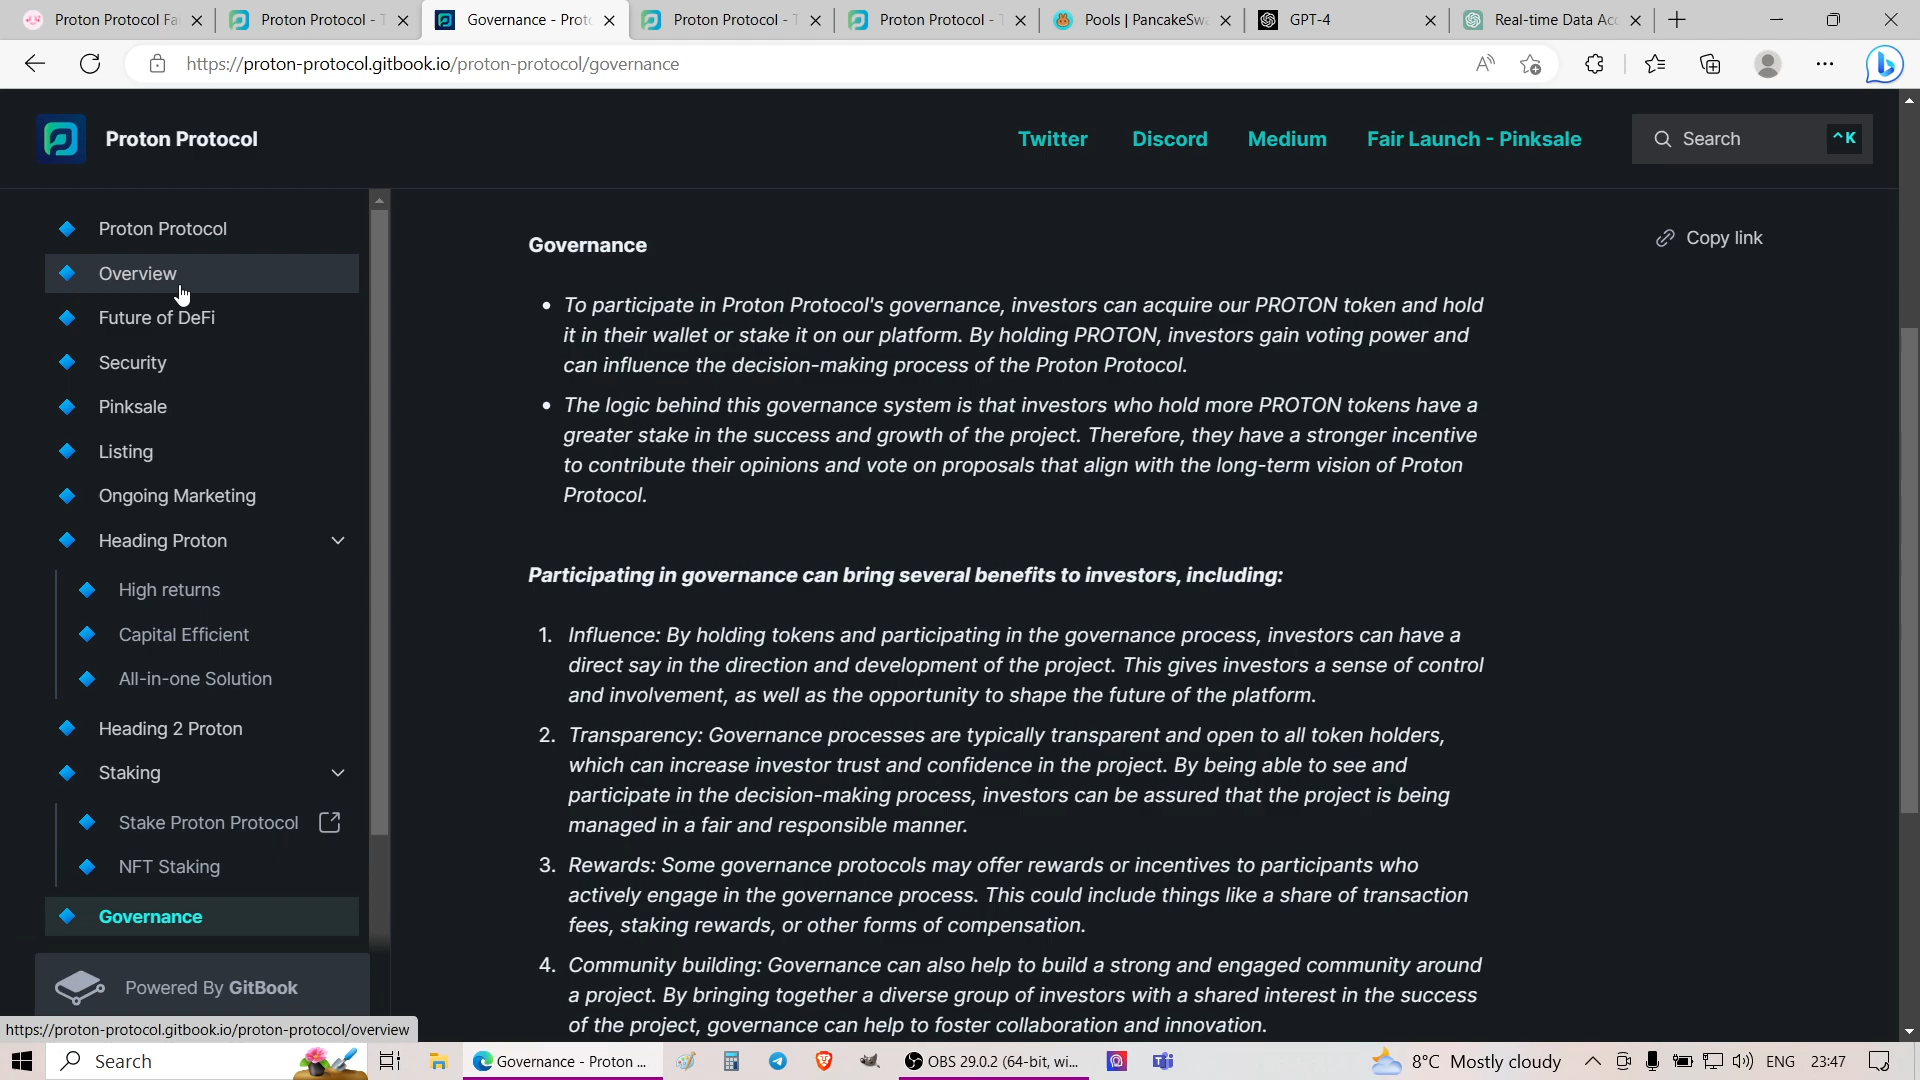 Proton Protocol Fa
Proton Protocol - T
Governance - Prot
Proton Protocol - T
Proton Protocol - T
Pools | PancakeSw
GPT-4
Real-time Data Acc
https://proton-protocol.gitbook.io/proton-protocol/governance
Proton Protocol
Twitter
Discord
Medium
Fair Launch - Pinksale
Search
^K
Proton Protocol
Overview
Future of DeFi
Security
Pinksale
Listing
Ongoing Marketing
Heading Proton
High returns
Capital Efficient
All-in-one Solution
Heading 2 Proton
Staking
Stake Proton Protocol
NFT Staking
Governance
Powered By GitBook
Governance
Copy link
• To participate in Proton Protocol's governance, investors can acquire our PROTON token and hold
it in their wallet or stake it on our platform. By holding PROTON, investors gain voting power and
can influence the decision-making process of the Proton Protocol.
• The logic behind this governance system is that investors who hold more PROTON tokens have a
greater stake in the success and growth of the project. Therefore, they have a stronger incentive
to contribute their opinions and vote on proposals that align with the long-term vision of Proton
Protocol.
Participating in governance can bring several benefits to investors, including:
1. Influence: By holding tokens and participating in the governance process, investors can have a
direct say in the direction and development of the project. This gives investors a sense of control
and involvement, as well as the opportunity to shape the future of the platform.
2. Transparency: Governance processes are typically transparent and open to all token holders,
which can increase investor trust and confidence in the project. By being able to see and
participate in the decision-making process, investors can be assured that the project is being
managed in a fair and responsible manner.
3. Rewards: Some governance protocols may offer rewards or incentives to participants who
actively engage in the governance process. This could include things like a share of transaction
fees, staking rewards, or other forms of compensation.
4. Community building: Governance can also help to build a strong and engaged community around
a project. By bringing together a diverse group of investors with a shared interest in the success
of the project, governance can help to foster collaboration and innovation.
https://proton-protocol.gitbook.io/proton-protocol/overview
Search
Governance - Proton ...
OBS 29.0.2 (64-bit, wi...
8°C Mostly cloudy
ENG
23:47